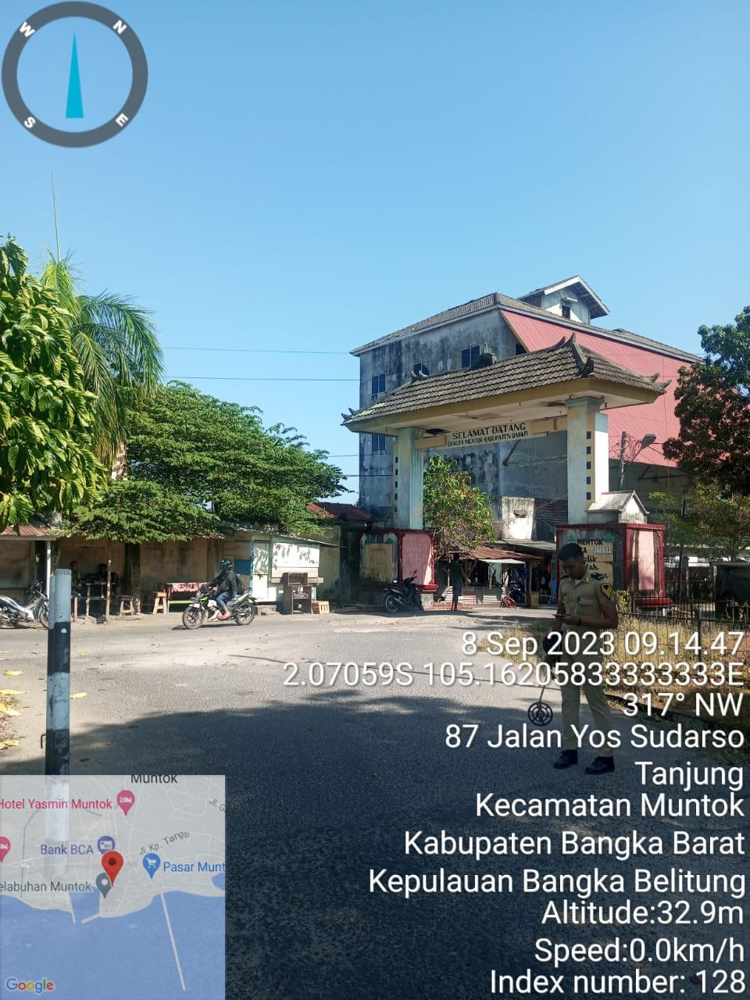 W
N
S
E
SELAMAT DATANG
DI KOTA MENTOK KABUPATEN BABAR
MENTOK
TIMAH
8 Sep 2023 09.14.47
2.07059S 105.16205833333333E
317° NW
87 Jalan Yos Sudarso
Tanjung
Kecamatan Muntok
Kabupaten Bangka Barat
Kepulauan Bangka Belitung
Altitude:32.9m
Speed:0.0km/h
Index number: 128
Muntok
Hotel Yasmin Muntok
Jl. G
Bank BCA
Jl. Kp. Tangsi
Pasar Munt
elabuhan Muntok
Google